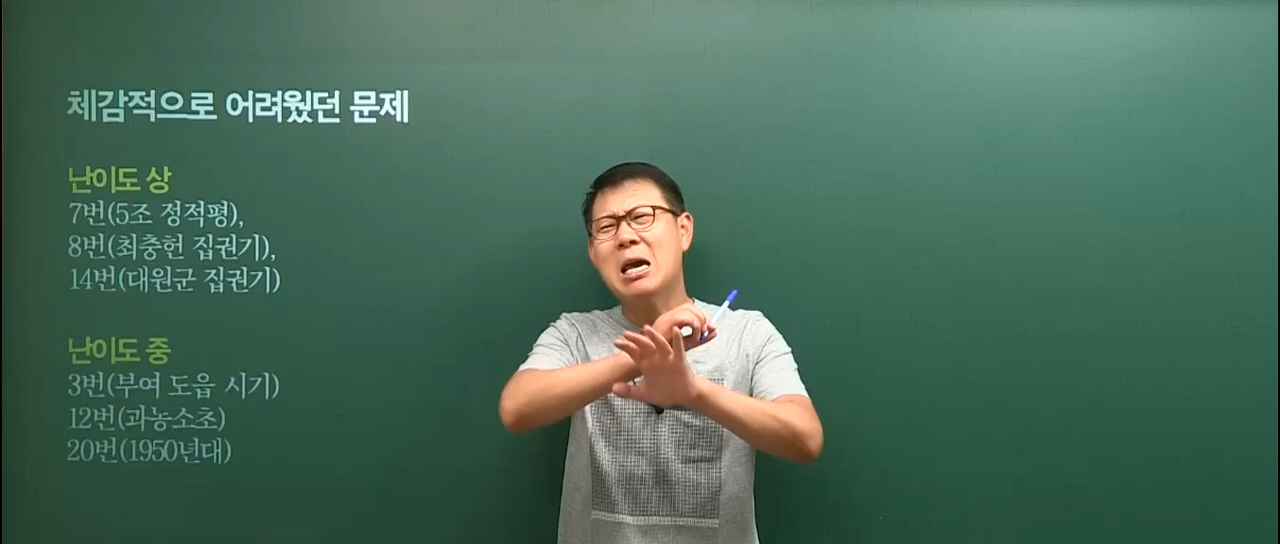 체감적으로 어려웠던 문제
난이도 상
7번(5조 정적평),
8번(최충헌 집권기),
14번(대원군 집권기)
난이도 중
3번(부여 도읍 시기)
12번(과농소초)
20번(1950년대)